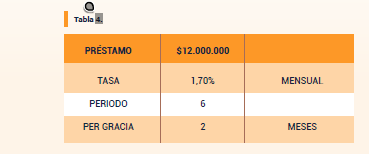 Tabla 4.
PRÉSTAMO $12.000.000
TASA 1,70% MENSUAL
PERIODO 6
PER GRACIA 2 MESES